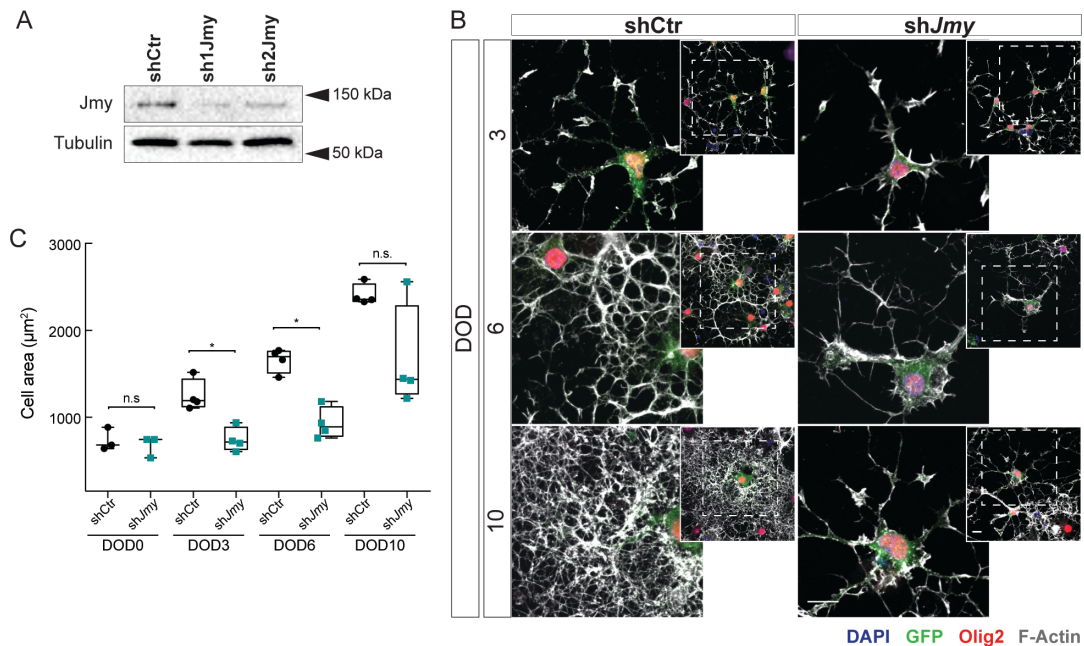 A
shCtr
sh1Jmy
sh2Jmy
Jmy
150 kDa
Tubulin
50 kDa
B
shCtr
shJmy
DOD
3
6
10
DAPI GFP Olig2 F-Actin
C
Cell area (µm²)
3000
2000
1000
n.s
*
*
n.s.
shCtr
shJmy
shCtr
shJmy
shCtr
shJmy
shCtr
shJmy
DOD0
DOD3
DOD6
DOD10